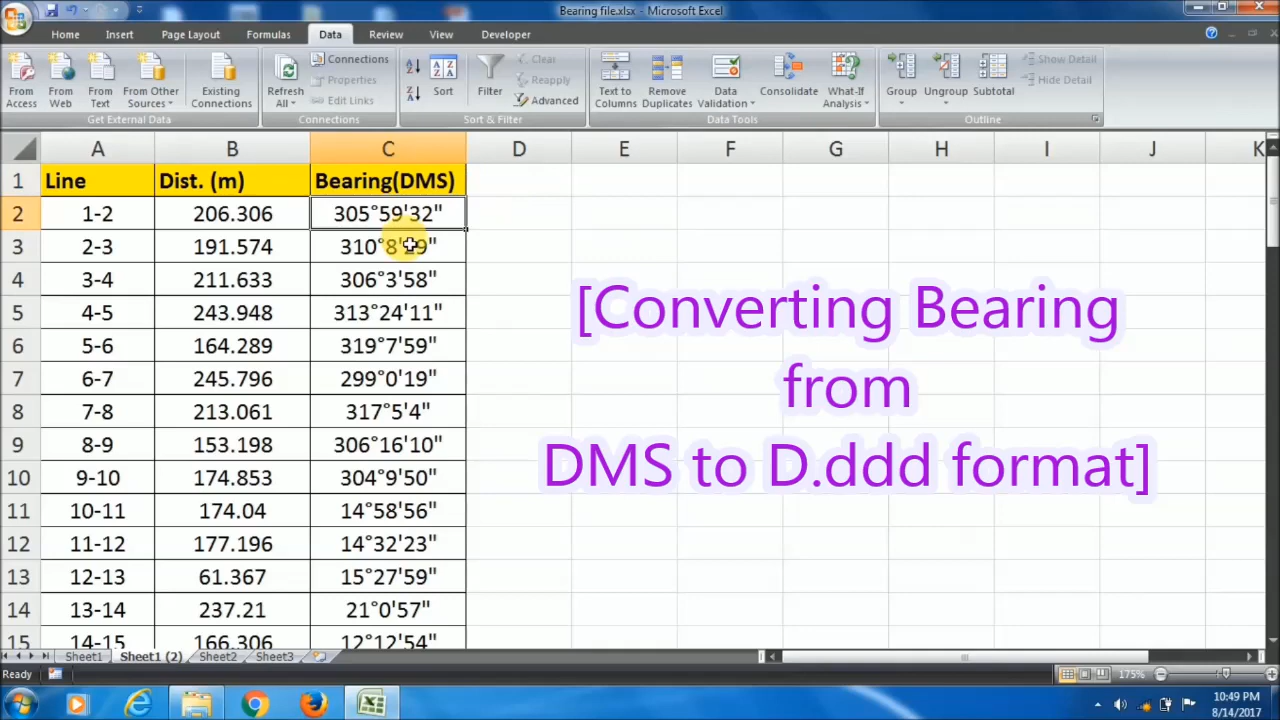 Bearing file.xlsx - Microsoft Excel
Home Insert Page Layout Formulas Data Review View Developer
From Access
From Web
From Text
From Other Sources
Existing Connections
Get External Data
Refresh All
Connections
Properties
Edit Links
Connections
Sort
Filter
Clear
Reapply
Advanced
Sort & Filter
Text to Columns
Remove Duplicates
Data Validation
Consolidate
What-If Analysis
Data Tools
Group
Ungroup
Subtotal
Show Detail
Hide Detail
Outline
A B C D E F G H I J K
1 Line Dist. (m) Bearing(DMS)
2 1-2 206.306 305°59'32"
3 2-3 191.574 310°8' 9"
4 3-4 211.633 306°3'58"
5 4-5 243.948 313°24'11"
6 5-6 164.289 319°7'59"
7 6-7 245.796 299°0'19"
8 7-8 213.061 317°5'4"
9 8-9 153.198 306°16'10"
10 9-10 174.853 304°9'50"
11 10-11 174.04 14°58'56"
12 11-12 177.196 14°32'23"
13 12-13 61.367 15°27'59"
14 13-14 237.21 21°0'57"
15 14-15 166.306 12°12'54"
[Converting Bearing
from
DMS to D.ddd format]
Sheet1 Sheet1 (2) Sheet2 Sheet3
Ready 175%
10:49 PM
8/14/2017